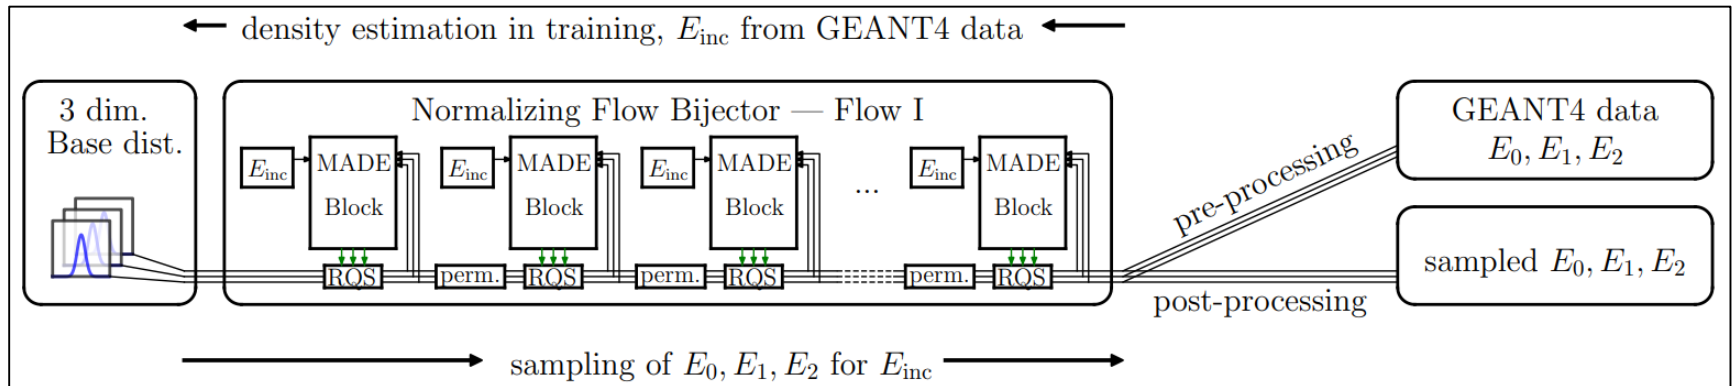 density estimation in training, E_inc from GEANT4 data
3 dim.
Base dist.
Normalizing Flow Bijector — Flow I
E_inc
MADE
Block
RQS
perm.
E_inc
MADE
Block
RQS
perm.
E_inc
MADE
Block
RQS
...
perm.
E_inc
MADE
Block
RQS
pre-processing
post-processing
GEANT4 data
E_0, E_1, E_2
sampled E_0, E_1, E_2
sampling of E_0, E_1, E_2 for E_inc